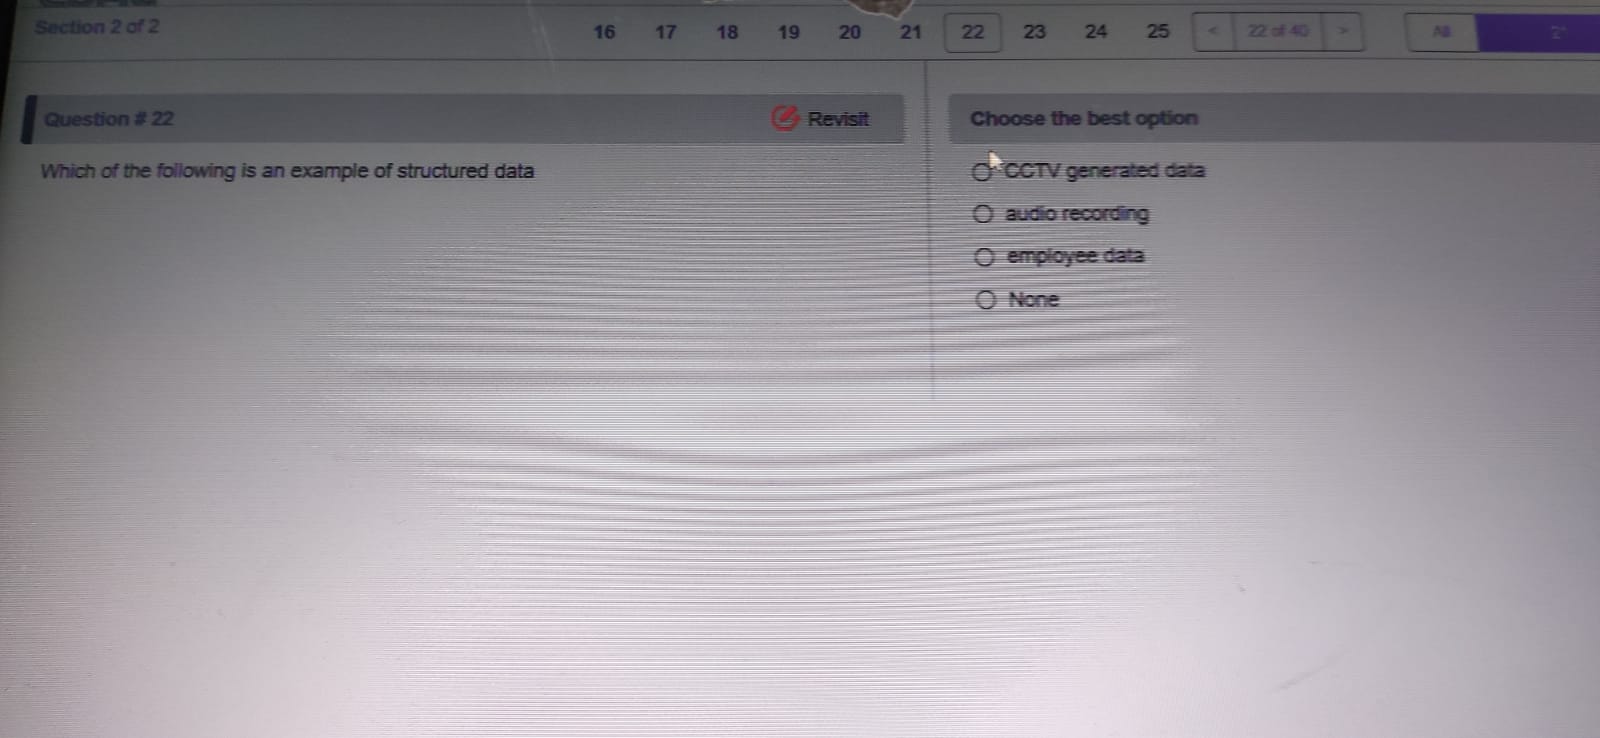 Section 2 of 2
16 17 18 19 20 21 22 23 24 25 < 22 of 40 > All
Question # 22
Revisit
Which of the following is an example of structured data
Choose the best option
CCTV generated data
audio recording
employee data
None